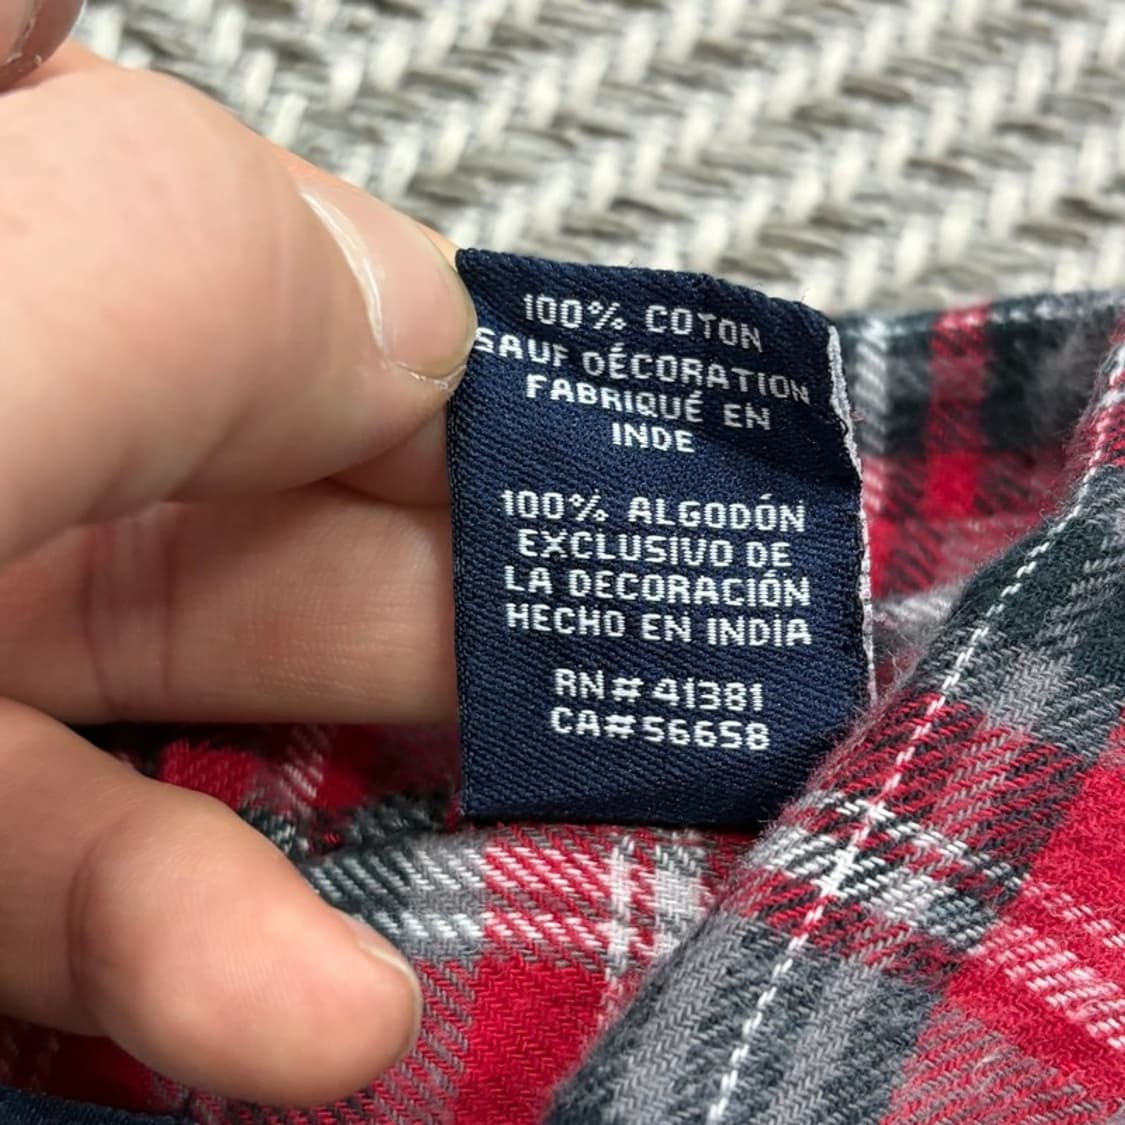 100% COTON
SAUF DÉCORATION
FABRIQUÉ EN
INDE
100% ALGODÓN
EXCLUSIVO DE
LA DECORACIÓN
HECHO EN INDIA
RN# 41381
CA#56658